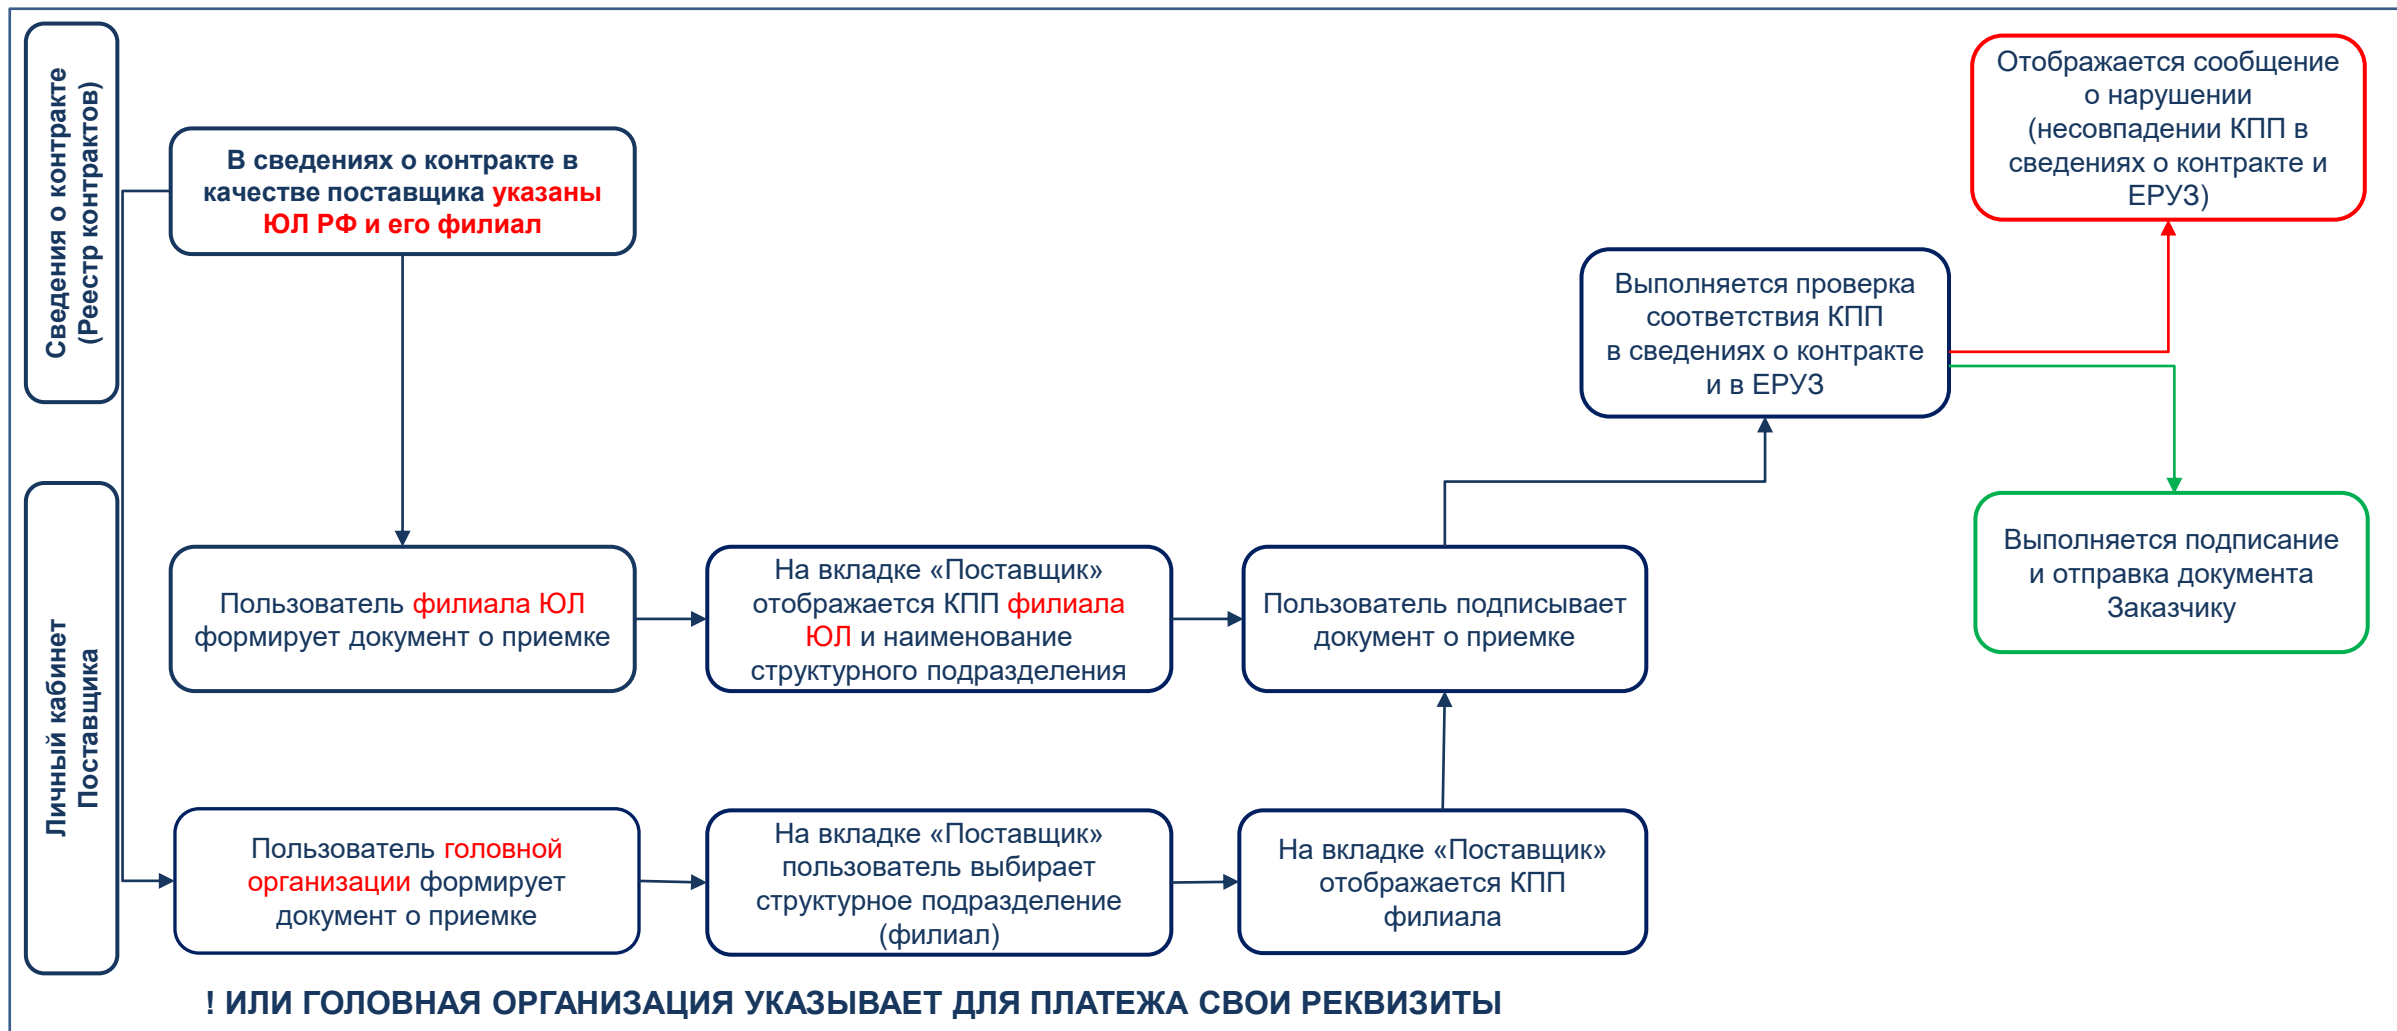 Сведения о контракте
(Реестр контрактов)
В сведениях о контракте в
качестве поставщика указаны
ЮЛ РФ и его филиал
Отображается сообщение
о нарушении
(несовпадении КПП в
сведениях о контракте и
ЕРУЗ)
Выполняется проверка
соответствия КПП
в сведениях о контракте
и в ЕРУЗ
Личный кабинет
Поставщика
Пользователь филиала ЮЛ
формирует документ о приемке
На вкладке «Поставщик»
отображается КПП филиала
ЮЛ и наименование
структурного подразделения
Пользователь подписывает
документ о приемке
Выполняется подписание
и отправка документа
Заказчику
Пользователь головной
организации формирует
документ о приемке
На вкладке «Поставщик»
пользователь выбирает
структурное подразделение
(филиал)
На вкладке «Поставщик»
отображается КПП
филиала
! ИЛИ ГОЛОВНАЯ ОРГАНИЗАЦИЯ УКАЗЫВАЕТ ДЛЯ ПЛАТЕЖА СВОИ РЕКВИЗИТЫ